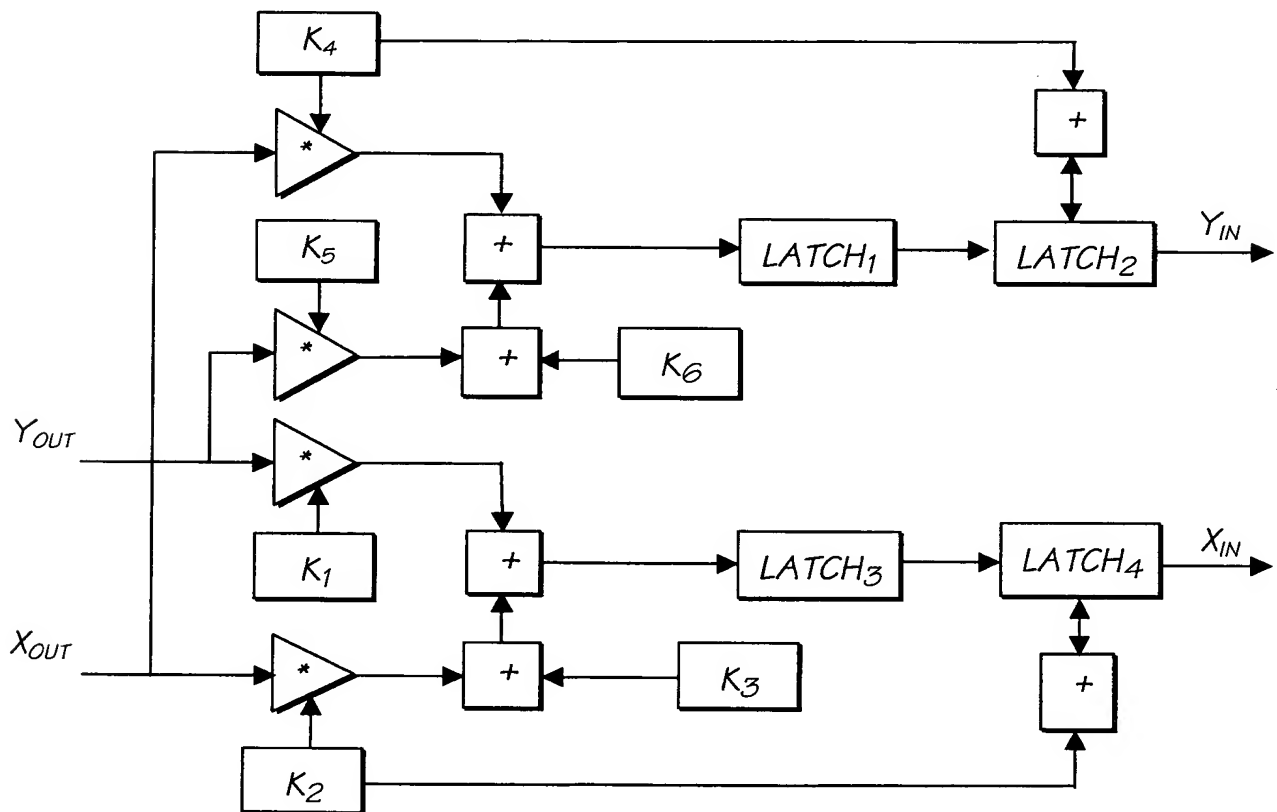 K4
*
+
K5
+
LATCH1
LATCH2
YIN
*
+
K6
YOUT
*
K1
+
LATCH3
LATCH4
XIN
XOUT
*
+
K3
+
K2